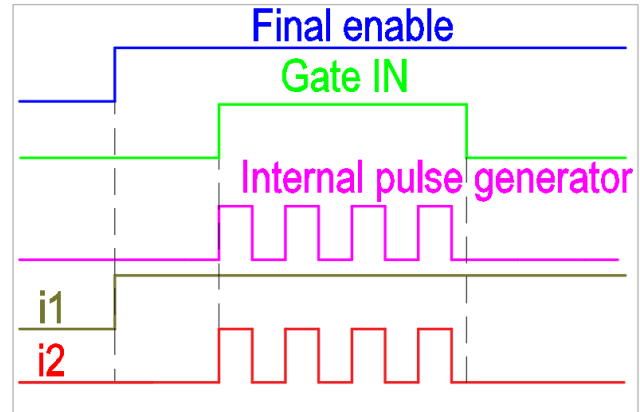 Final enable
Gate IN
Internal pulse generator
i1
i2